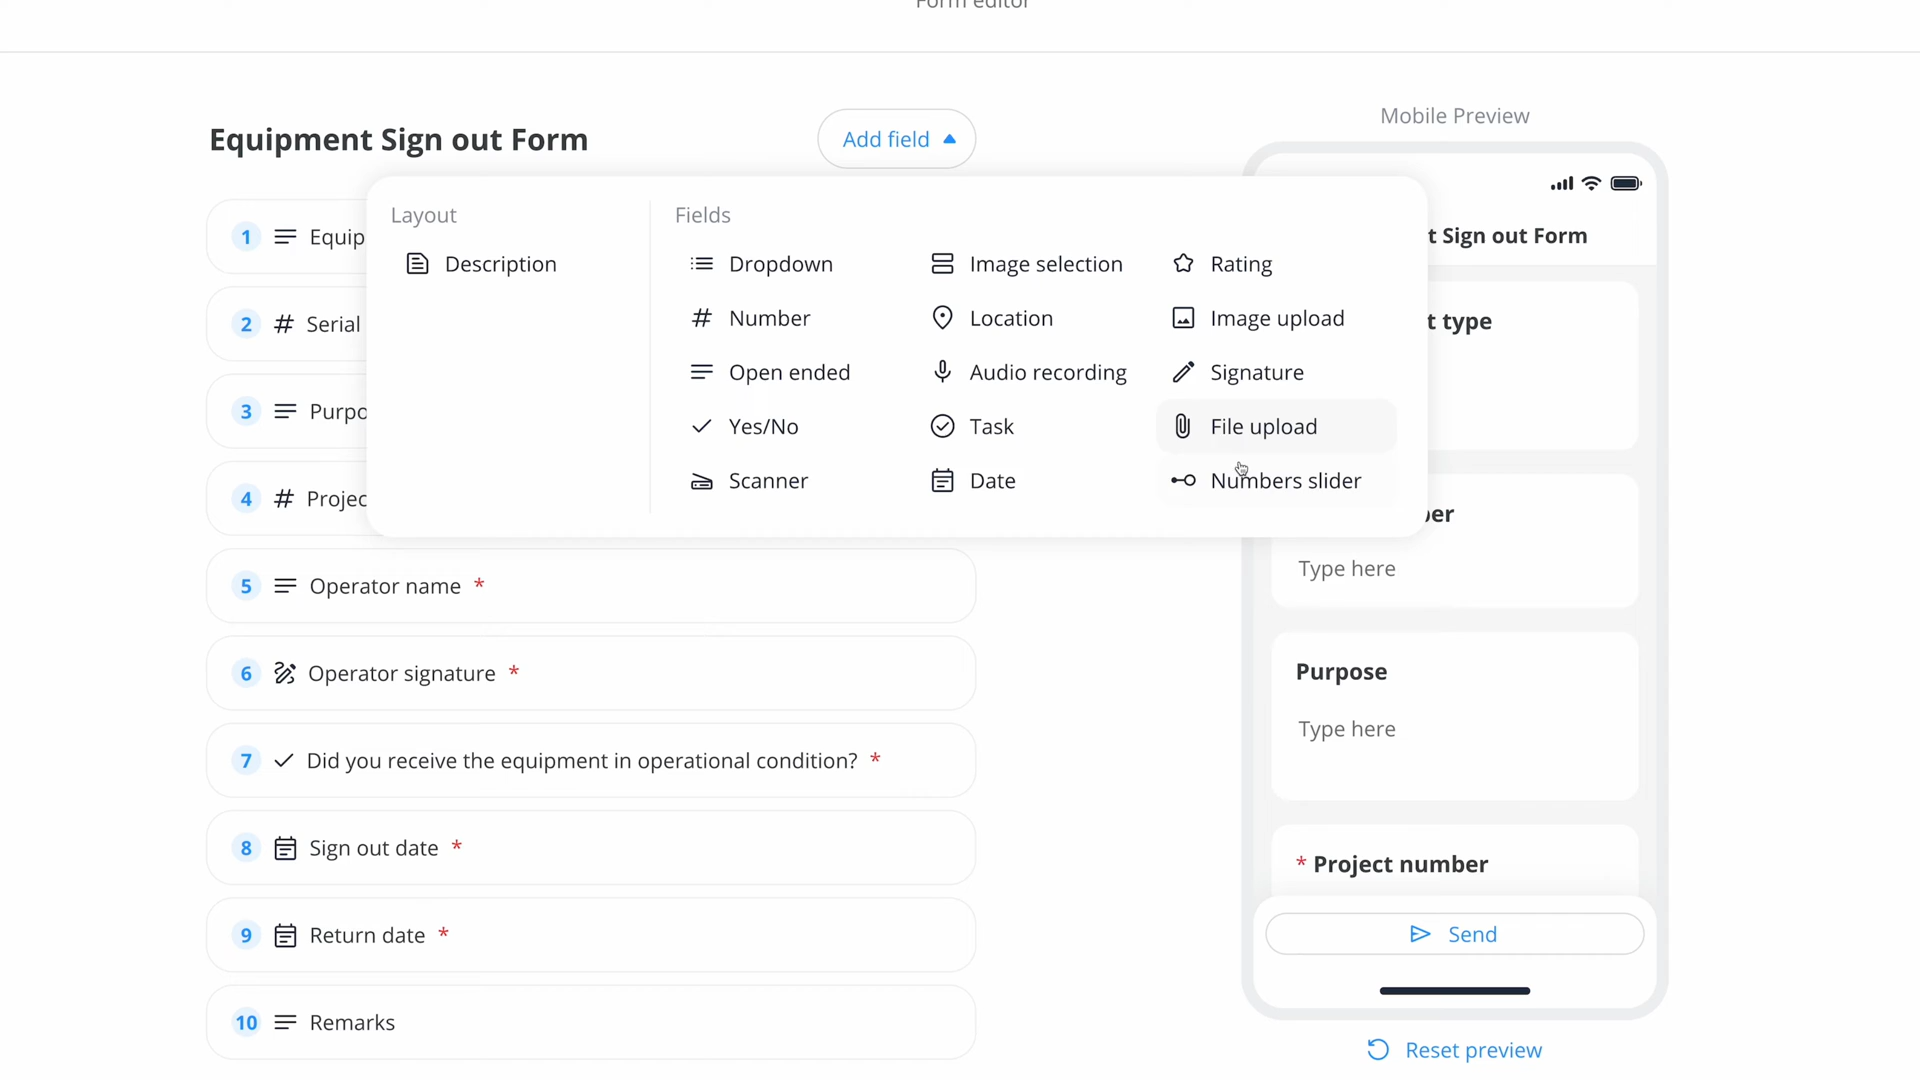 Form editor
Equipment Sign out Form
Add field
Layout
Description
Fields
Dropdown
Image selection
Rating
Number
Location
Image upload
Open ended
Audio recording
Signature
Yes/No
Task
File upload
Scanner
Date
Numbers slider
1 Equip
2 # Serial
3 Purpo
4 # Projec
5 Operator name *
6 Operator signature *
7 Did you receive the equipment in operational condition? *
8 Sign out date *
9 Return date *
10 Remarks
Mobile Preview
t Sign out Form
t type
ber
Type here
Purpose
Type here
* Project number
Send
Reset preview